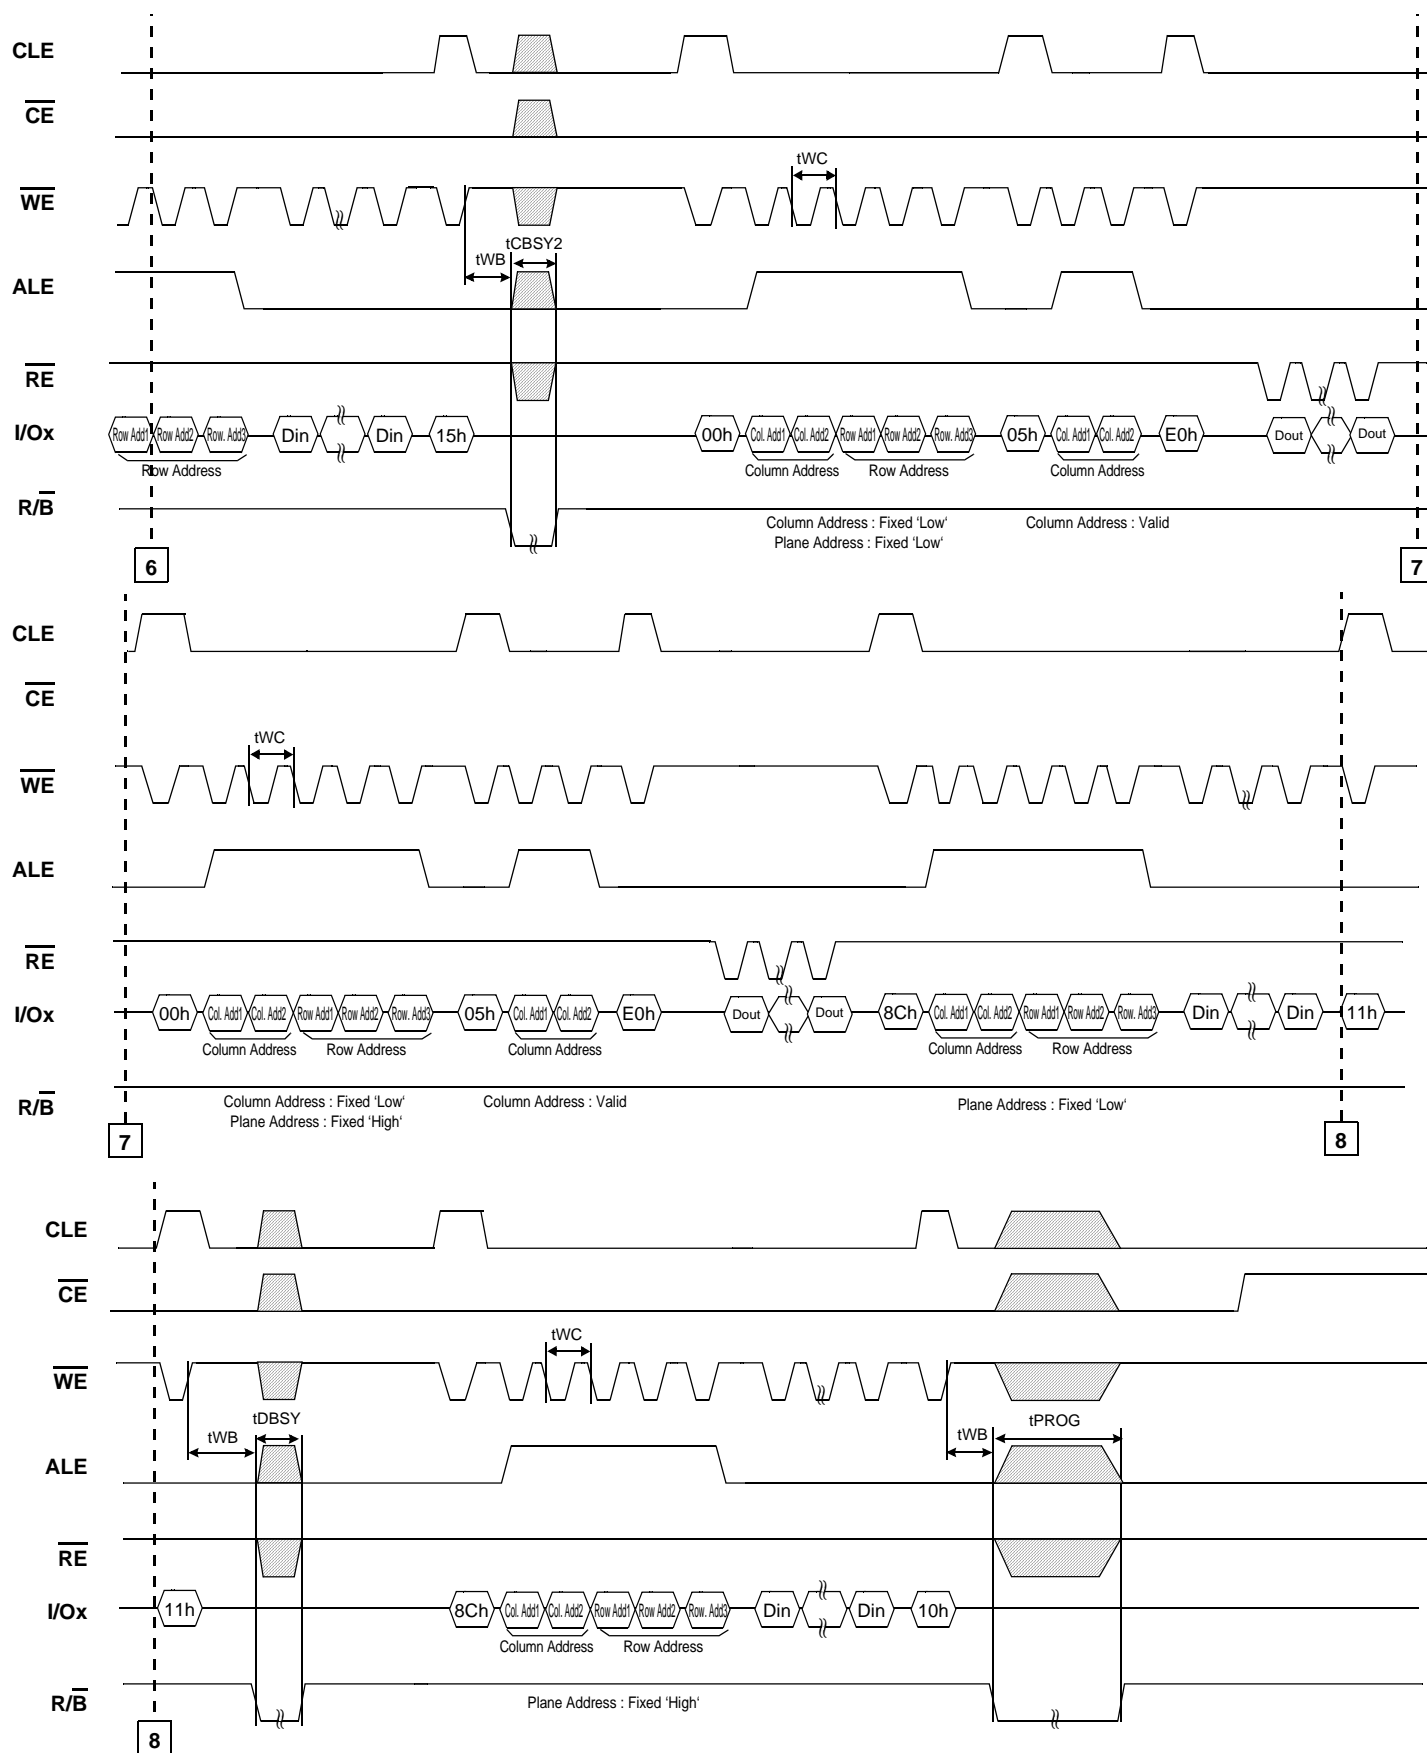 CLE
CE
tWC
WE
tCBSY2
tWB
ALE
RE
I/Ox
Row Add1 Row Add2 Row. Add3 Din Din 15h 00h Col. Add1 Col. Add2 Row Add1 Row Add2 Row. Add3 05h Col. Add1 Col. Add2 E0h Dout Dout
Row Address Column Address Row Address Column Address
R/B
Column Address : Fixed ‘Low‘ Column Address : Valid
Plane Address : Fixed ‘Low‘
6 7
CLE
CE
tWC
WE
ALE
RE
I/Ox
00h Col. Add1 Col. Add2 Row Add1 Row Add2 Row. Add3 05h Col. Add1 Col. Add2 E0h Dout Dout 8Ch Col. Add1 Col. Add2 Row Add1 Row Add2 Row. Add3 Din Din 11h
Column Address Row Address Column Address Column Address Row Address
R/B
Column Address : Fixed ‘Low‘ Column Address : Valid Plane Address : Fixed ‘Low‘
Plane Address : Fixed ‘High‘
7 8
CLE
CE
tWC
WE
tDBSY tPROG
tWB tWB
ALE
RE
I/Ox
11h 8Ch Col. Add1 Col. Add2 Row Add1 Row Add2 Row. Add3 Din Din 10h
Column Address Row Address
R/B
Plane Address : Fixed ‘High‘
8